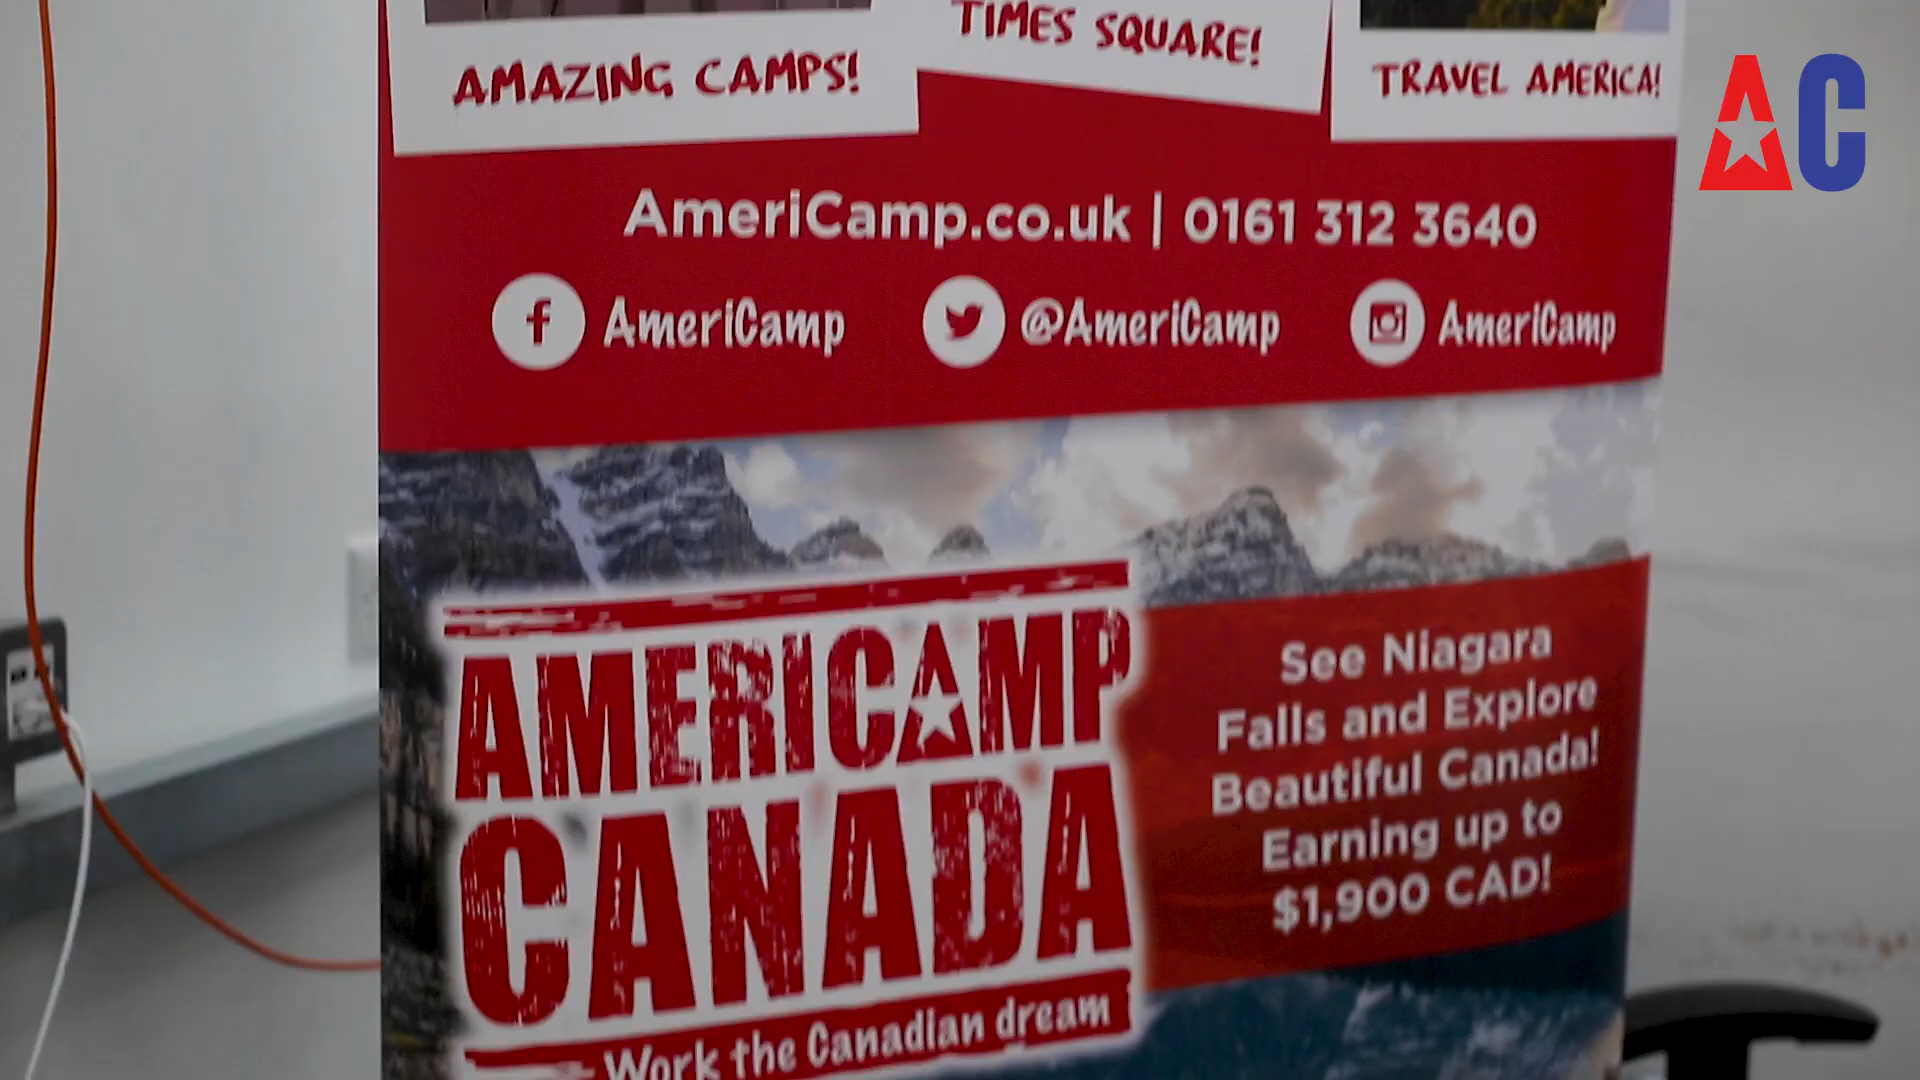 AMAZING CAMPS!
TIMES SQUARE!
TRAVEL AMERICA!
AC
AmeriCamp.co.uk | 0161 312 3640
f AmeriCamp
@AmeriCamp
AmeriCamp
AMERICAMP
CANADA
Work the Canadian dream
See Niagara
Falls and Explore
Beautiful Canada!
Earning up to
$1,900 CAD!